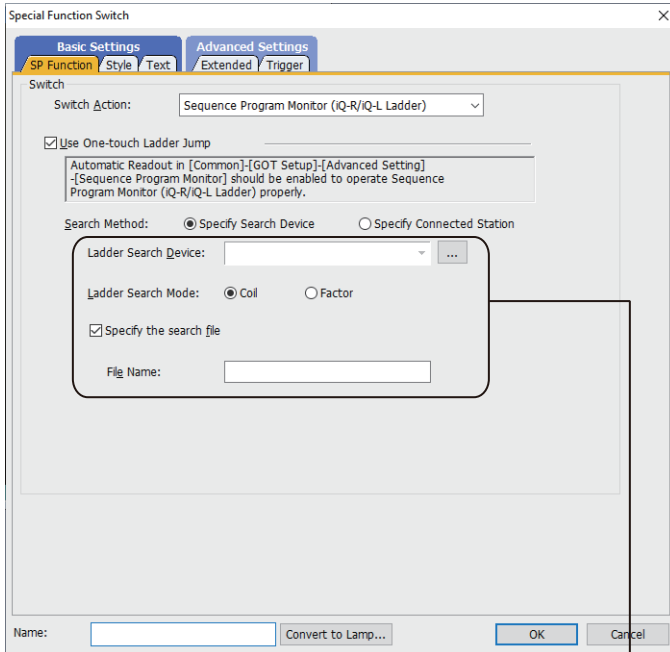 Special Function Switch
Basic Settings
Advanced Settings
SP Function Style Text Extended Trigger
Switch
Switch Action: Sequence Program Monitor (iQ-R/iQ-L Ladder)
Use One-touch Ladder Jump
Automatic Readout in [Common]-[GOT Setup]-[Advanced Setting]
-[Sequence Program Monitor] should be enabled to operate Sequence
Program Monitor (iQ-R/iQ-L Ladder) properly.
Search Method: Specify Search Device Specify Connected Station
Ladder Search Device: ...
Ladder Search Mode: Coil Factor
Specify the search file
File Name:
Name: Convert to Lamp... OK Cancel